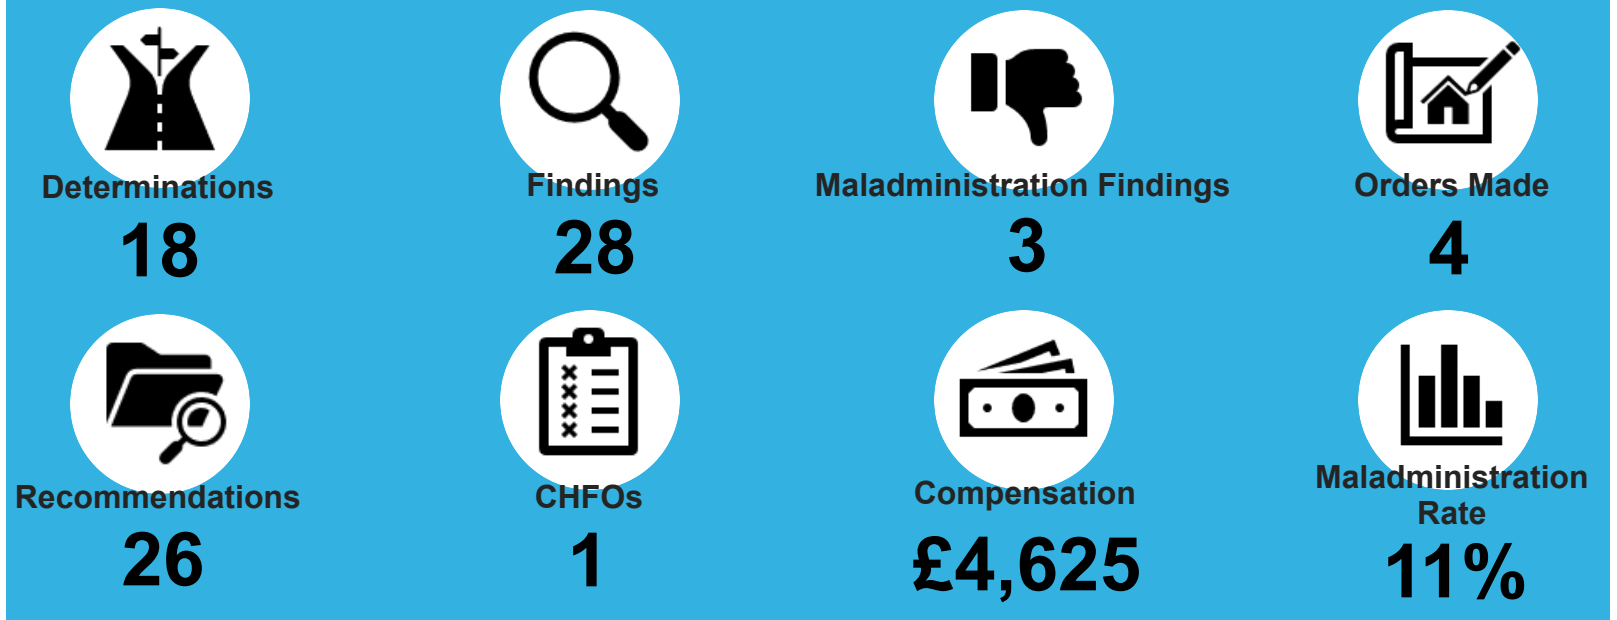 Determinations
18
Findings
28
Maladministration Findings
3
Orders Made
4
Recommendations
26
CHFOs
1
Compensation
£4,625
Maladministration
Rate
11%